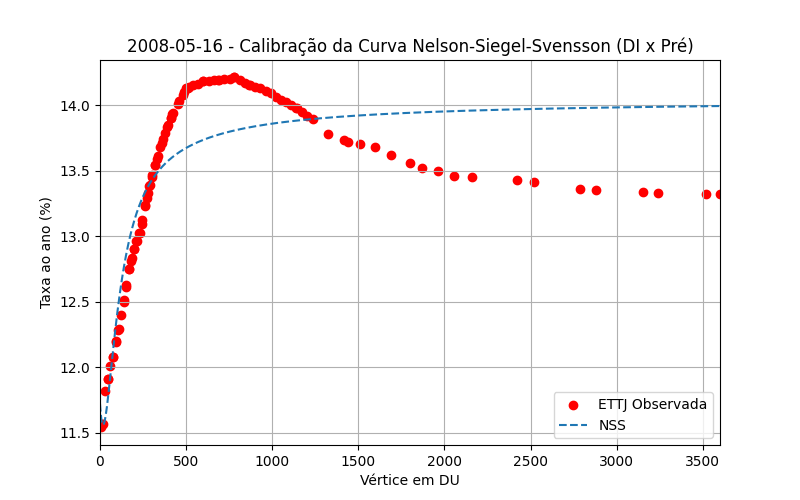 2008-05-16 - Calibração da Curva Nelson-Siegel-Svensson (DI x Pré)
Taxa ao ano (%)
14.0
13.5
13.0
12.5
12.0
11.5
ETTJ Observada
NSS
0 500 1000 1500 2000 2500 3000 3500
Vértice em DU